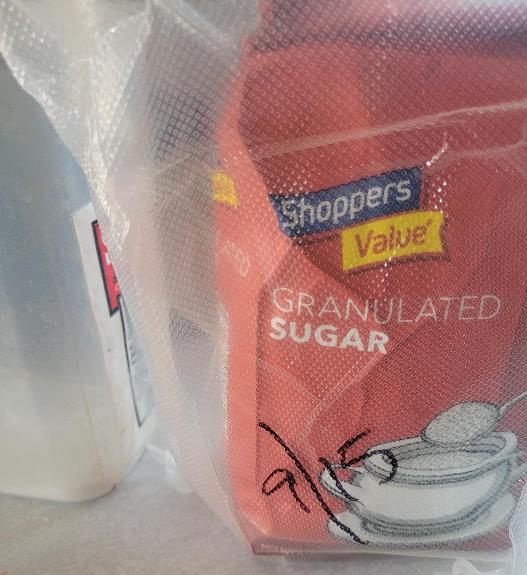 Shoppers
Value
GRANULATED
SUGAR
9/15